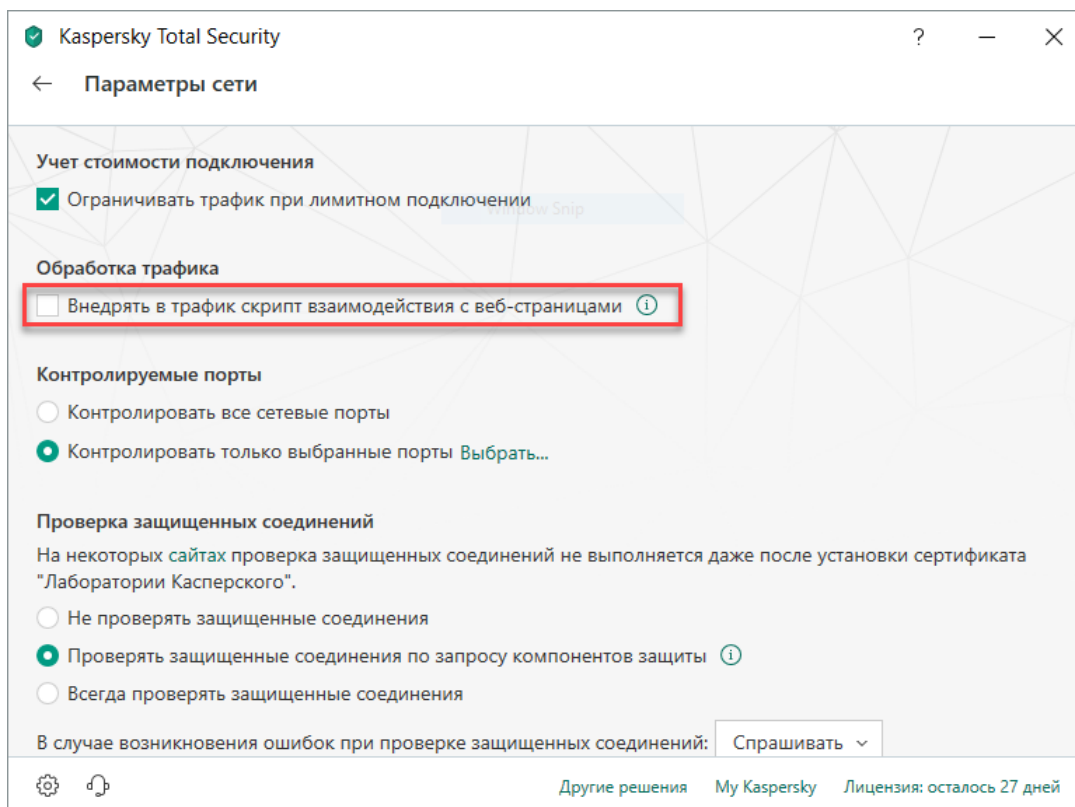 Kaspersky Total Security
Параметры сети
Учет стоимости подключения
Ограничивать трафик при лимитном подключении
Window Snip
Обработка трафика
Внедрять в трафик скрипт взаимодействия с веб-страницами
Контролируемые порты
Контролировать все сетевые порты
Контролировать только выбранные порты Выбрать...
Проверка защищенных соединений
На некоторых сайтах проверка защищенных соединений не выполняется даже после установки сертификата
"Лаборатории Касперского".
Не проверять защищенные соединения
Проверять защищенные соединения по запросу компонентов защиты
Всегда проверять защищенные соединения
В случае возникновения ошибок при проверке защищенных соединений: Спрашивать
Другие решения My Kaspersky Лицензия: осталось 27 дней